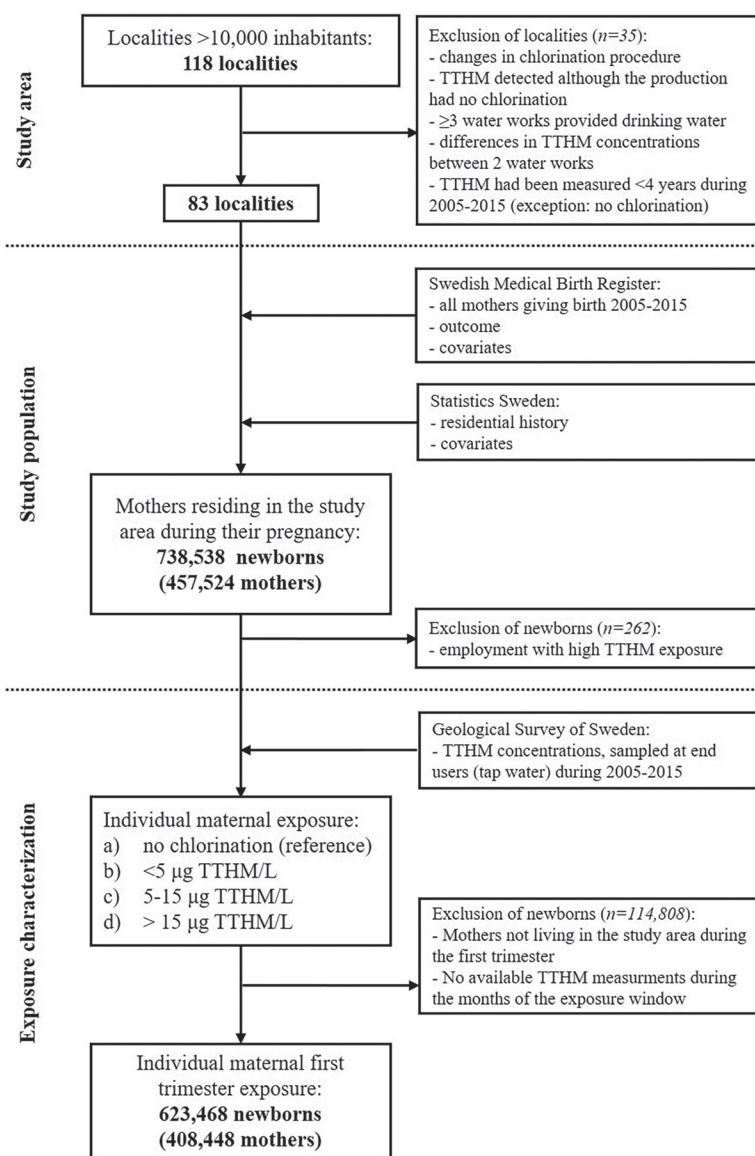 Study area
Localities >10,000 inhabitants:
118 localities
Exclusion of localities (n=35):
- changes in chlorination procedure
- TTHM detected although the production
had no chlorination
- ≥3 water works provided drinking water
- differences in TTHM concentrations
between 2 water works
- TTHM had been measured <4 years during
2005-2015 (exception: no chlorination)
83 localities
Study population
Swedish Medical Birth Register:
- all mothers giving birth 2005-2015
- outcome
- covariates
Statistics Sweden:
- residential history
- covariates
Mothers residing in the study
area during their pregnancy:
738,538 newborns
(457,524 mothers)
Exclusion of newborns (n=262):
- employment with high TTHM exposure
Exposure characterization
Geological Survey of Sweden:
- TTHM concentrations, sampled at end
users (tap water) during 2005-2015
Individual maternal exposure:
a) no chlorination (reference)
b) <5 μg TTHM/L
c) 5-15 μg TTHM/L
d) > 15 μg TTHM/L
Exclusion of newborns (n=114,808):
- Mothers not living in the study area during
the first trimester
- No available TTHM measurments during
the months of the exposure window
Individual maternal first
trimester exposure:
623,468 newborns
(408,448 mothers)